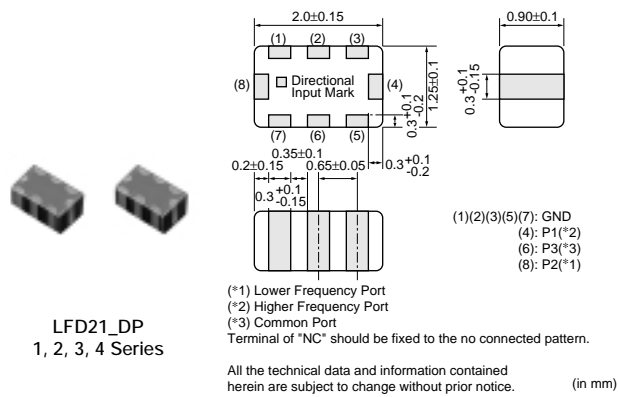 2.0±0.15
0.90±0.1
(1) (2) (3)
(8) Directional (4)
Input Mark
(7) (6) (5)
0.3+0.1-0.2
1.25±0.1
0.3+0.1-0.15
0.35±0.1
0.2±0.15 0.65±0.05 0.3+0.1-0.2
0.3+0.1-0.15
(1)(2)(3)(5)(7): GND
(4): P1(*2)
(6): P3(*3)
(8): P2(*1)
(*1) Lower Frequency Port
(*2) Higher Frequency Port
(*3) Common Port
Terminal of "NC" should be fixed to the no connected pattern.
LFD21_DP
1, 2, 3, 4 Series
All the technical data and information contained
herein are subject to change without prior notice.
(in mm)